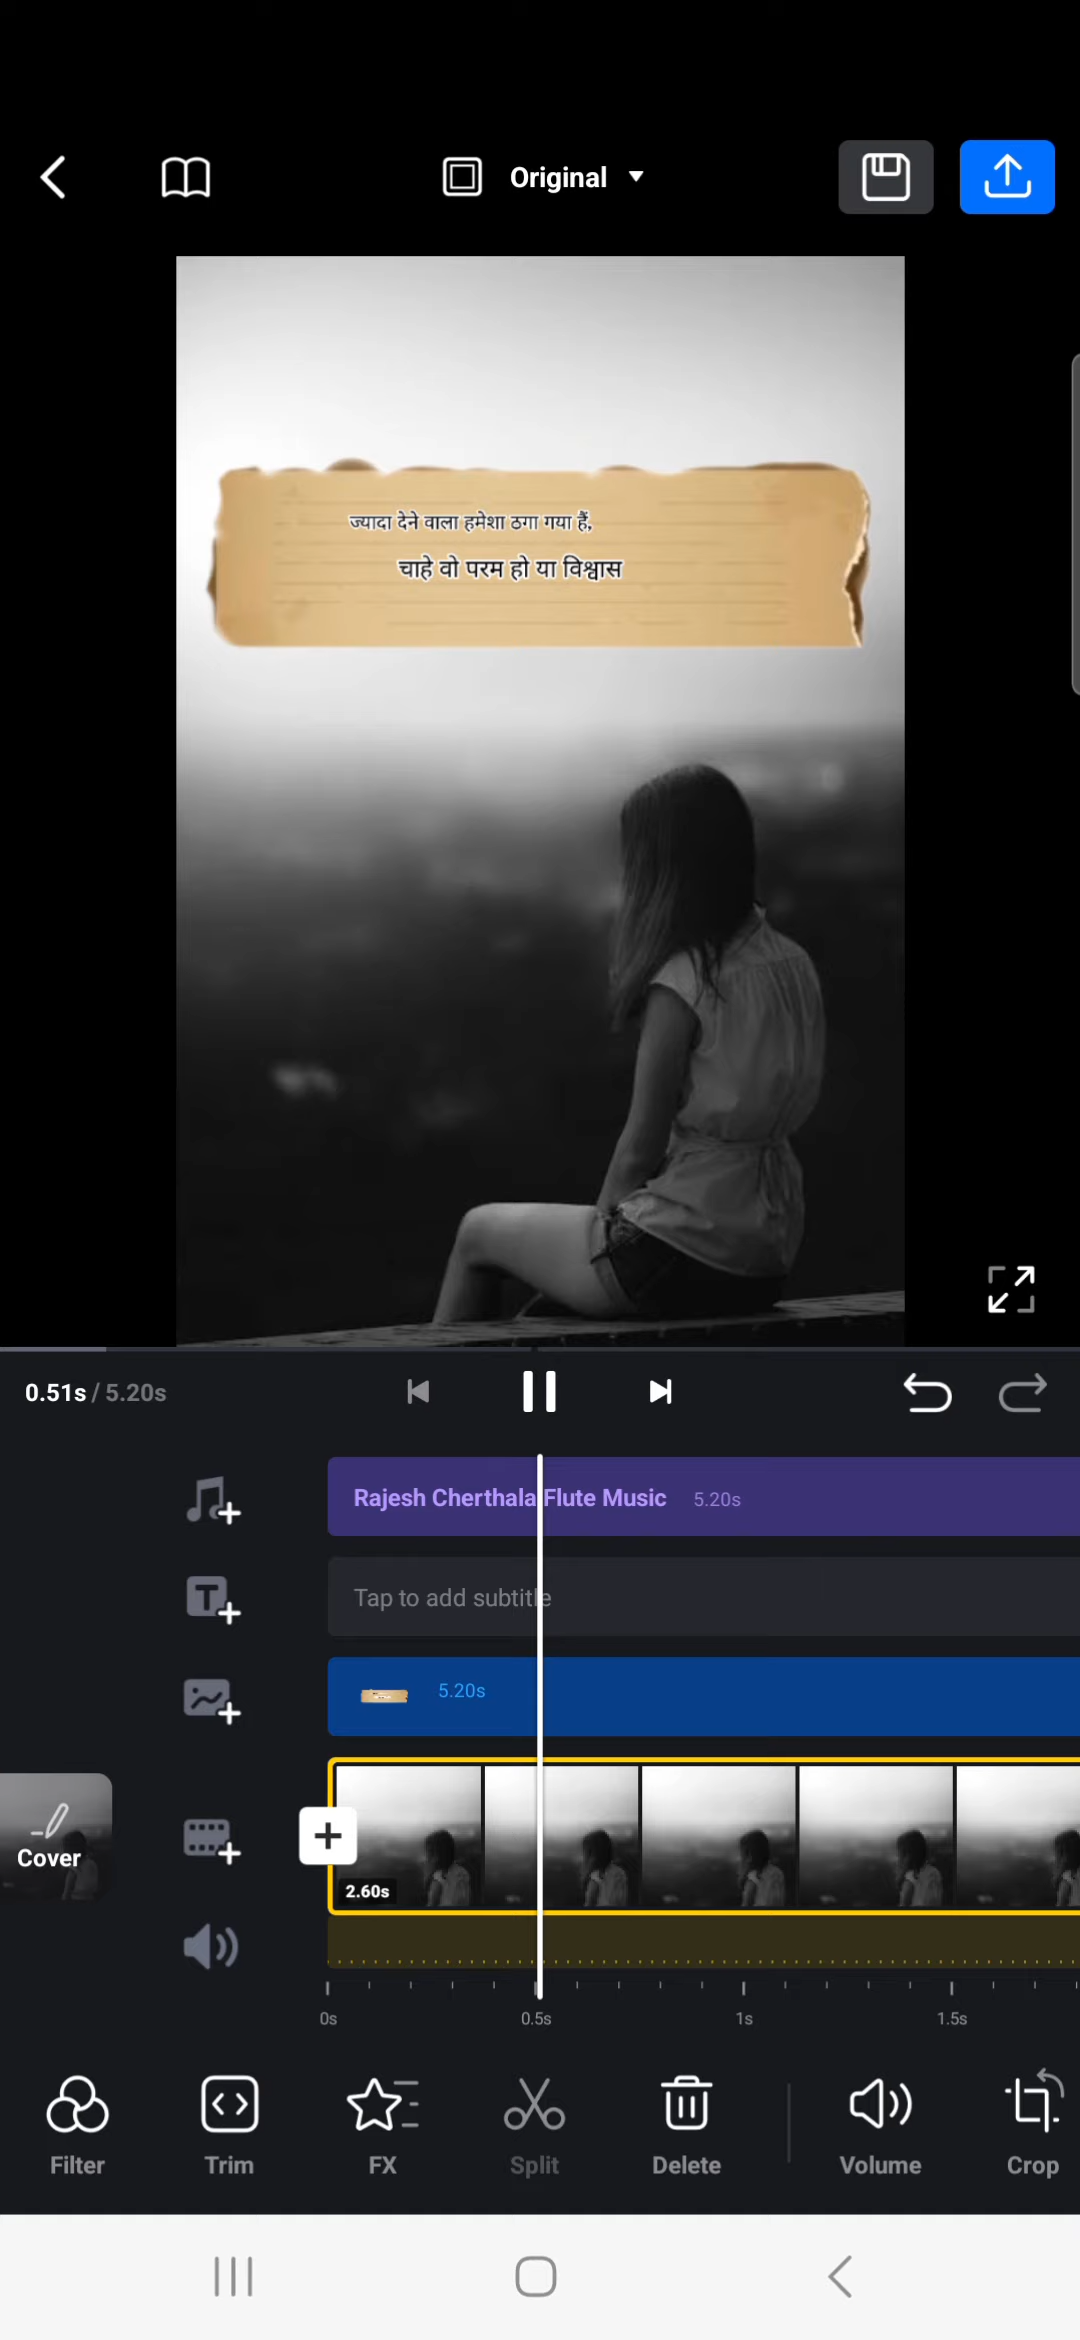 Original
ज्यादा देने वाला हमेशा ठगा गया हैं,
चाहे वो परम हो या विश्वास
0.51s / 5.20s
Rajesh Cherthala Flute Music 5.20s
Tap to add subtitle
5.20s
Cover
2.60s
0s 0.5s 1s 1.5s
Filter Trim FX Split Delete Volume Crop